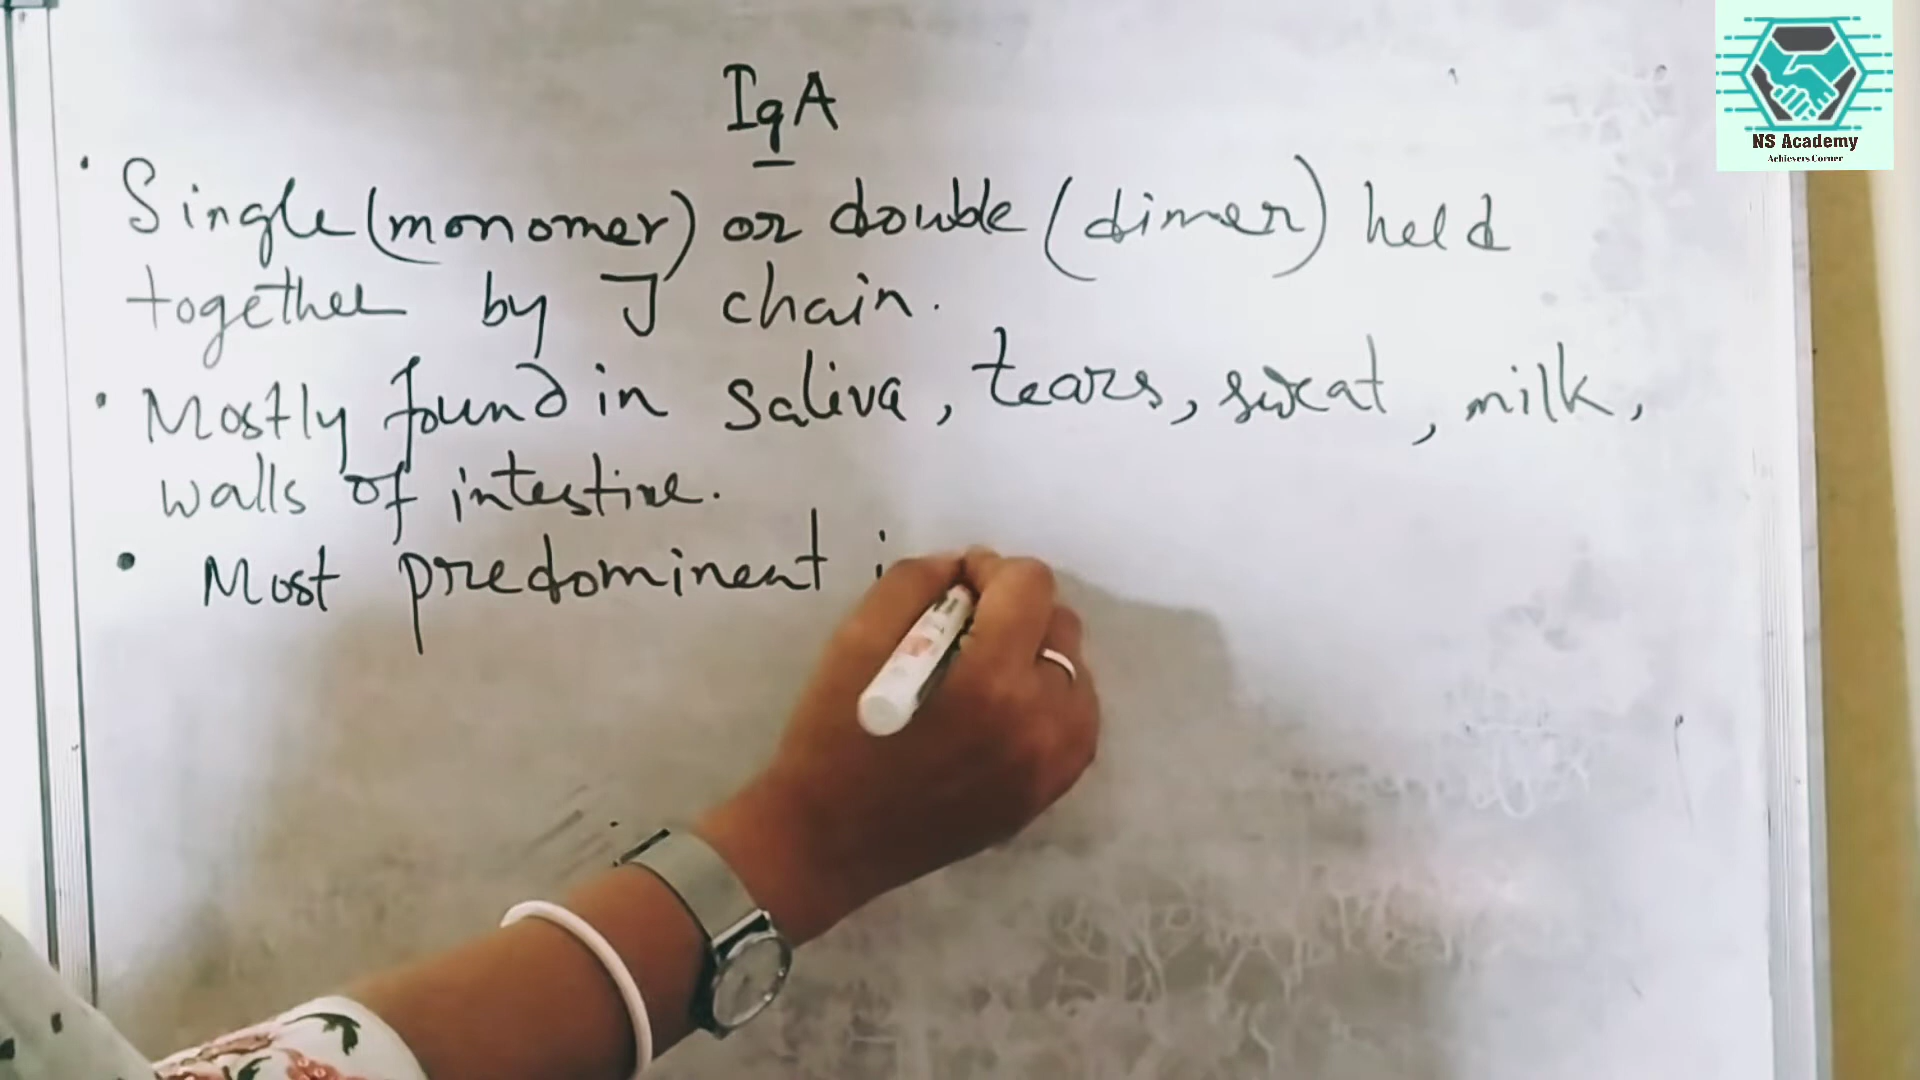 IgA
• Single (monomer) or double (dimer) held
together by J chain.
• Mostly found in saliva, tears, sweat, milk,
walls of intestine.
• Most predominent i
NS Academy
Achievers Corner